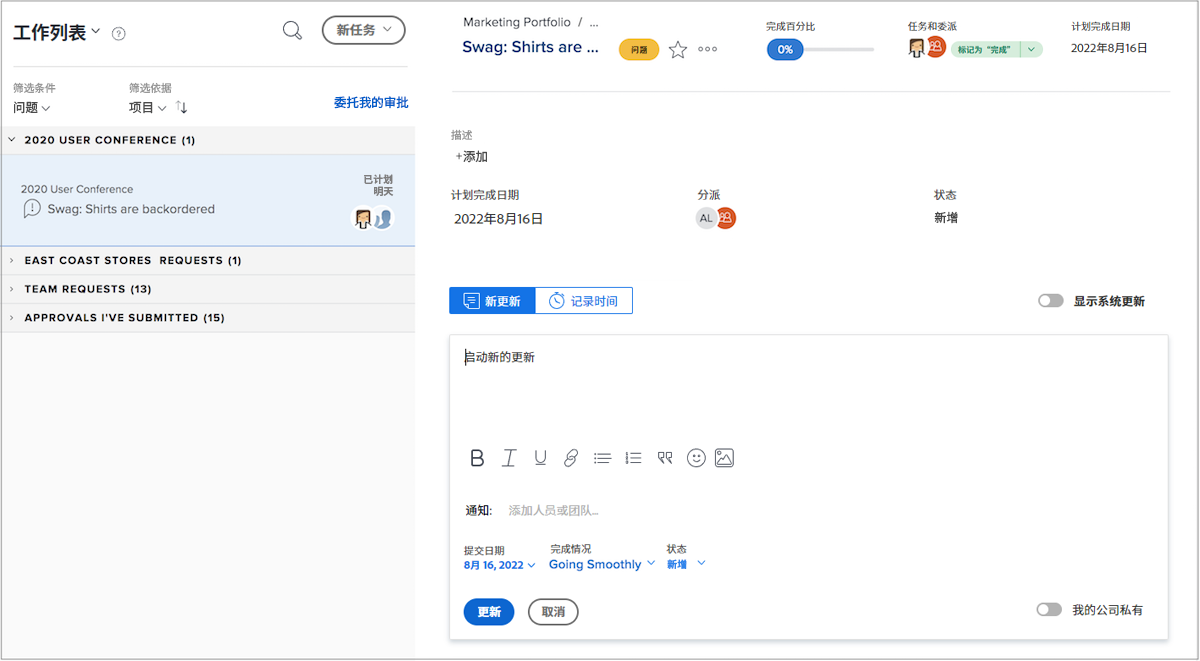 工作列表
新任务
筛选条件
筛选依据
问题
项目
委托我的审批
2020 USER CONFERENCE (1)
2020 User Conference
Swag: Shirts are backordered
已计划
明天
EAST COAST STORES REQUESTS (1)
TEAM REQUESTS (13)
APPROVALS I'VE SUBMITTED (15)
Marketing Portfolio / ...
Swag: Shirts are ...
问题
完成百分比
0%
任务和委派
标记为“完成”
计划完成日期
2022年8月16日
描述
+添加
计划完成日期
2022年8月16日
分派
AL
状态
新增
新更新
记录时间
显示系统更新
启动新的更新
B I U
通知:
添加人员或团队...
提交日期
8月 16, 2022
完成情况
Going Smoothly
状态
新增
更新
取消
我的公司私有